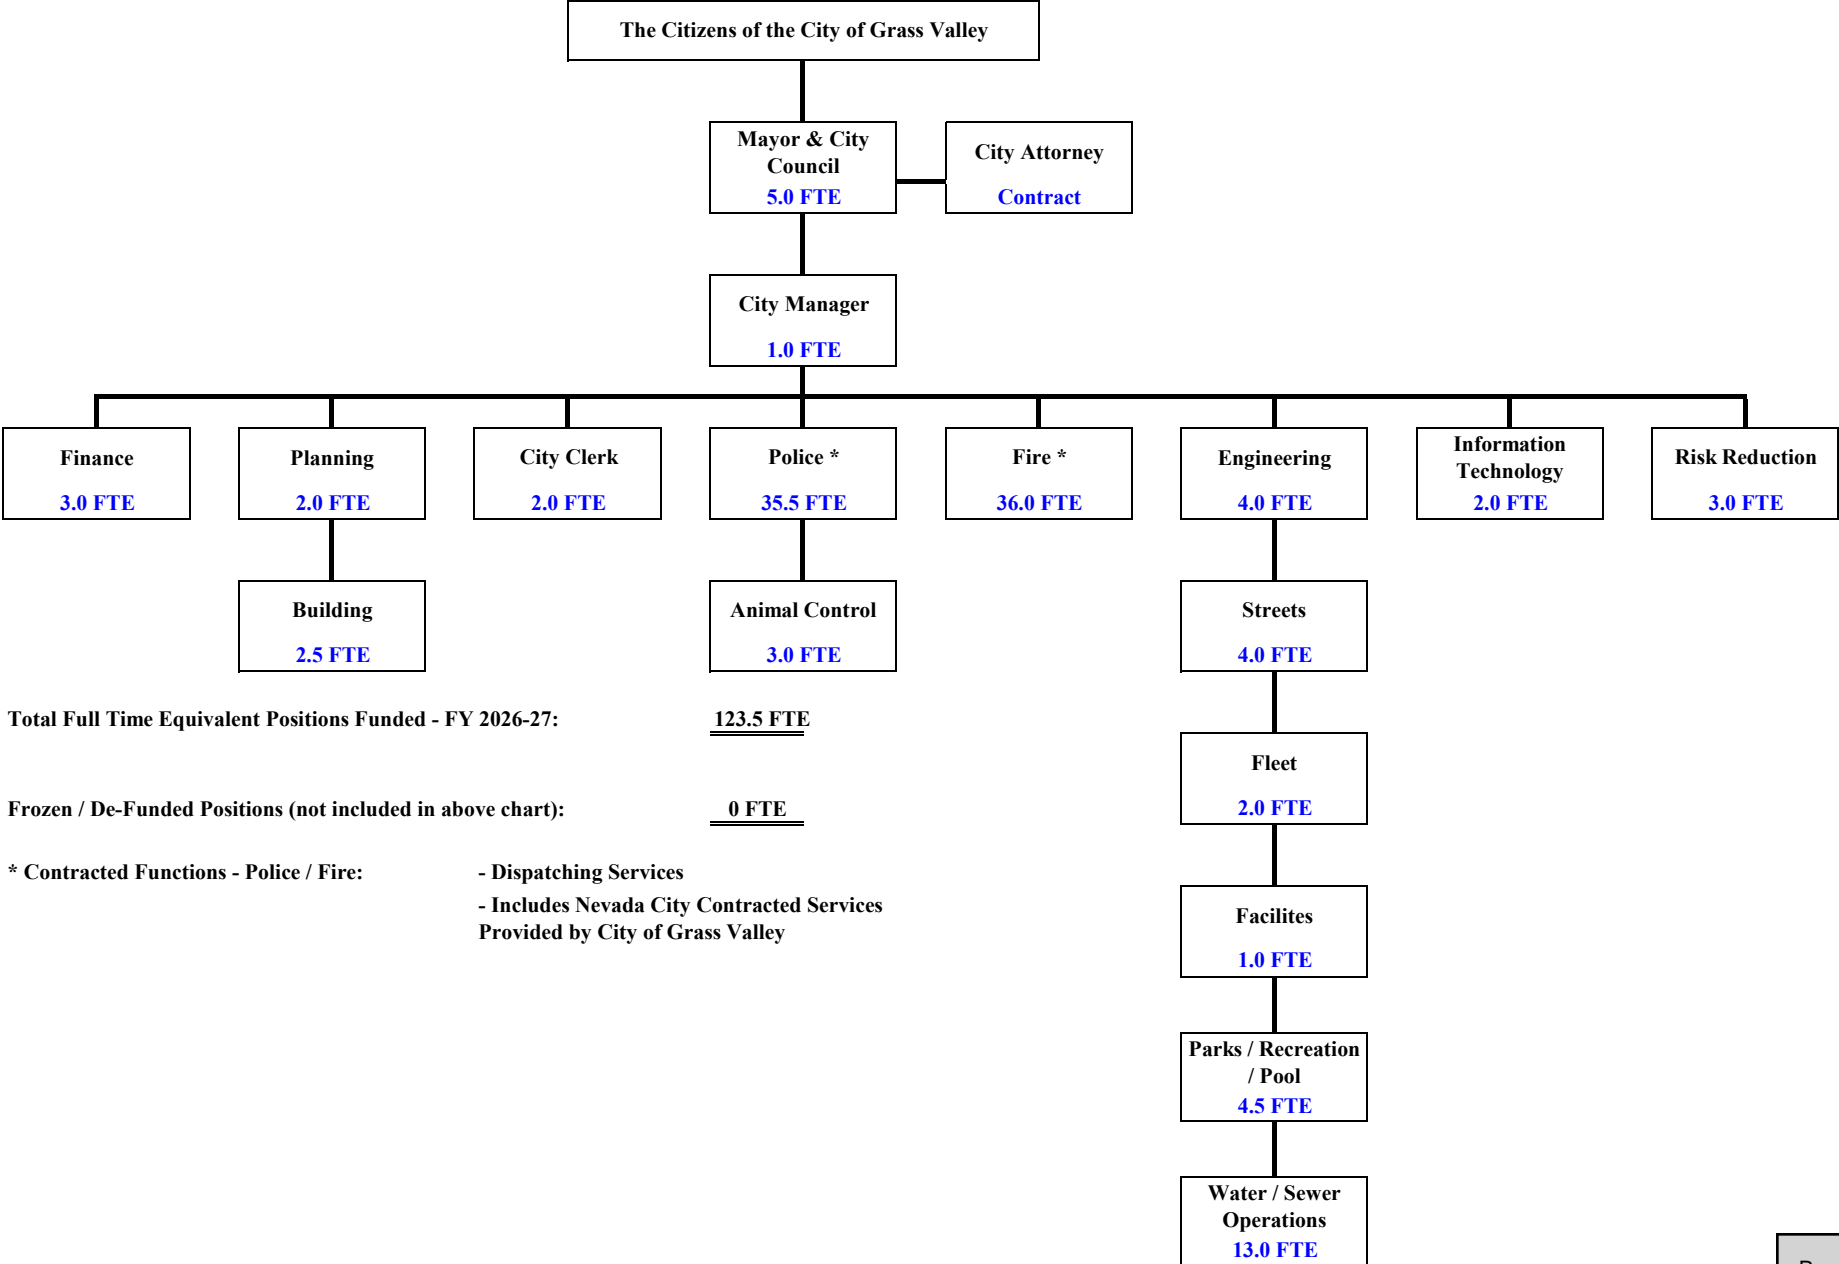 The Citizens of the City of Grass Valley
Mayor & City
Council
5.0 FTE
City Attorney
Contract
City Manager
1.0 FTE
Finance
3.0 FTE
Planning
2.0 FTE
City Clerk
2.0 FTE
Police *
35.5 FTE
Fire *
36.0 FTE
Engineering
4.0 FTE
Information
Technology
2.0 FTE
Risk Reduction
3.0 FTE
Building
2.5 FTE
Animal Control
3.0 FTE
Streets
4.0 FTE
Total Full Time Equivalent Positions Funded - FY 2026-27: 123.5 FTE
Fleet
2.0 FTE
Frozen / De-Funded Positions (not included in above chart): 0 FTE
* Contracted Functions - Police / Fire: - Dispatching Services
- Includes Nevada City Contracted Services
Provided by City of Grass Valley
Facilites
1.0 FTE
Parks / Recreation
/ Pool
4.5 FTE
Water / Sewer
Operations
13.0 FTE